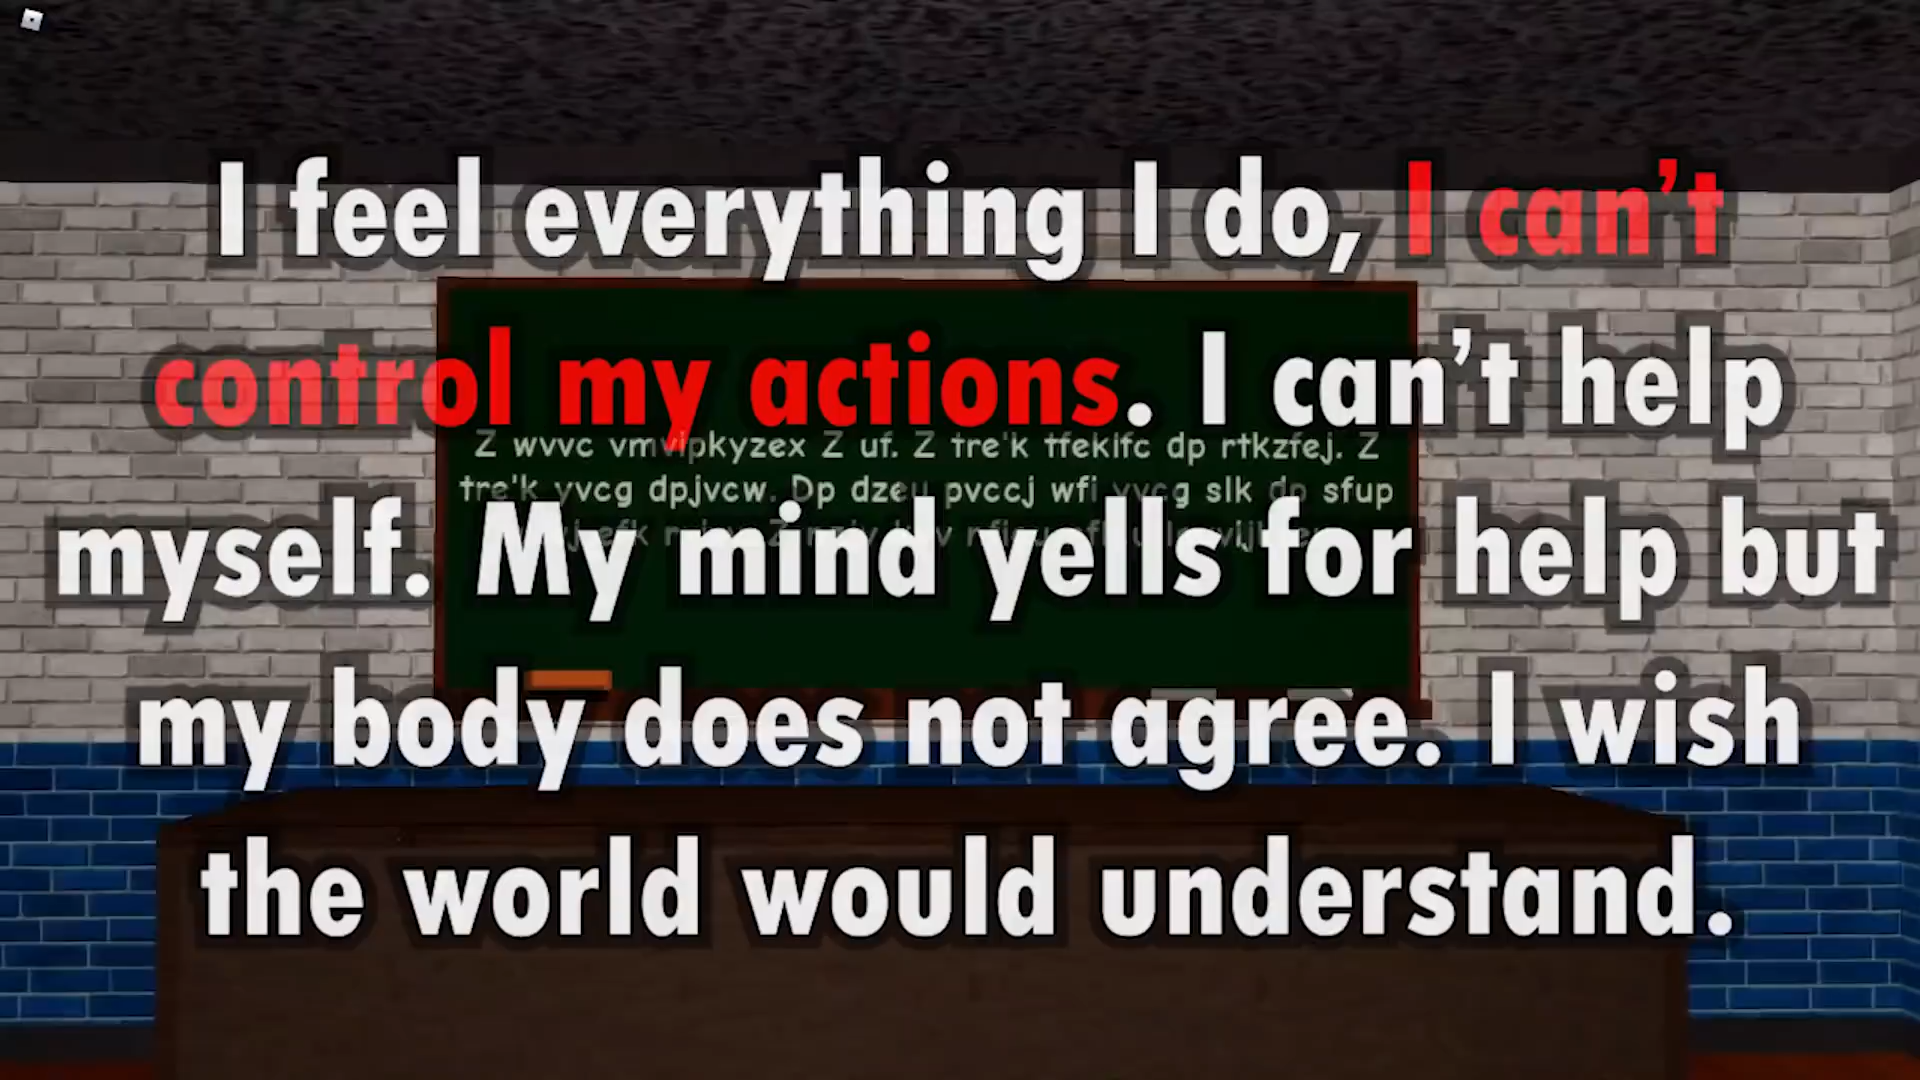 I feel everything I do, I can't
control my actions. I can't help
Z wvvc vmvipkyzex Z uf. Z tre'k tfekifc dp rtkzfej. Z
tre'k yvcg dpjvcw. Dp dzeu pvccj wfi yvcg slk dp sfup
myself. My mind yells for help but
my body does not agree. I wish
the world would understand.